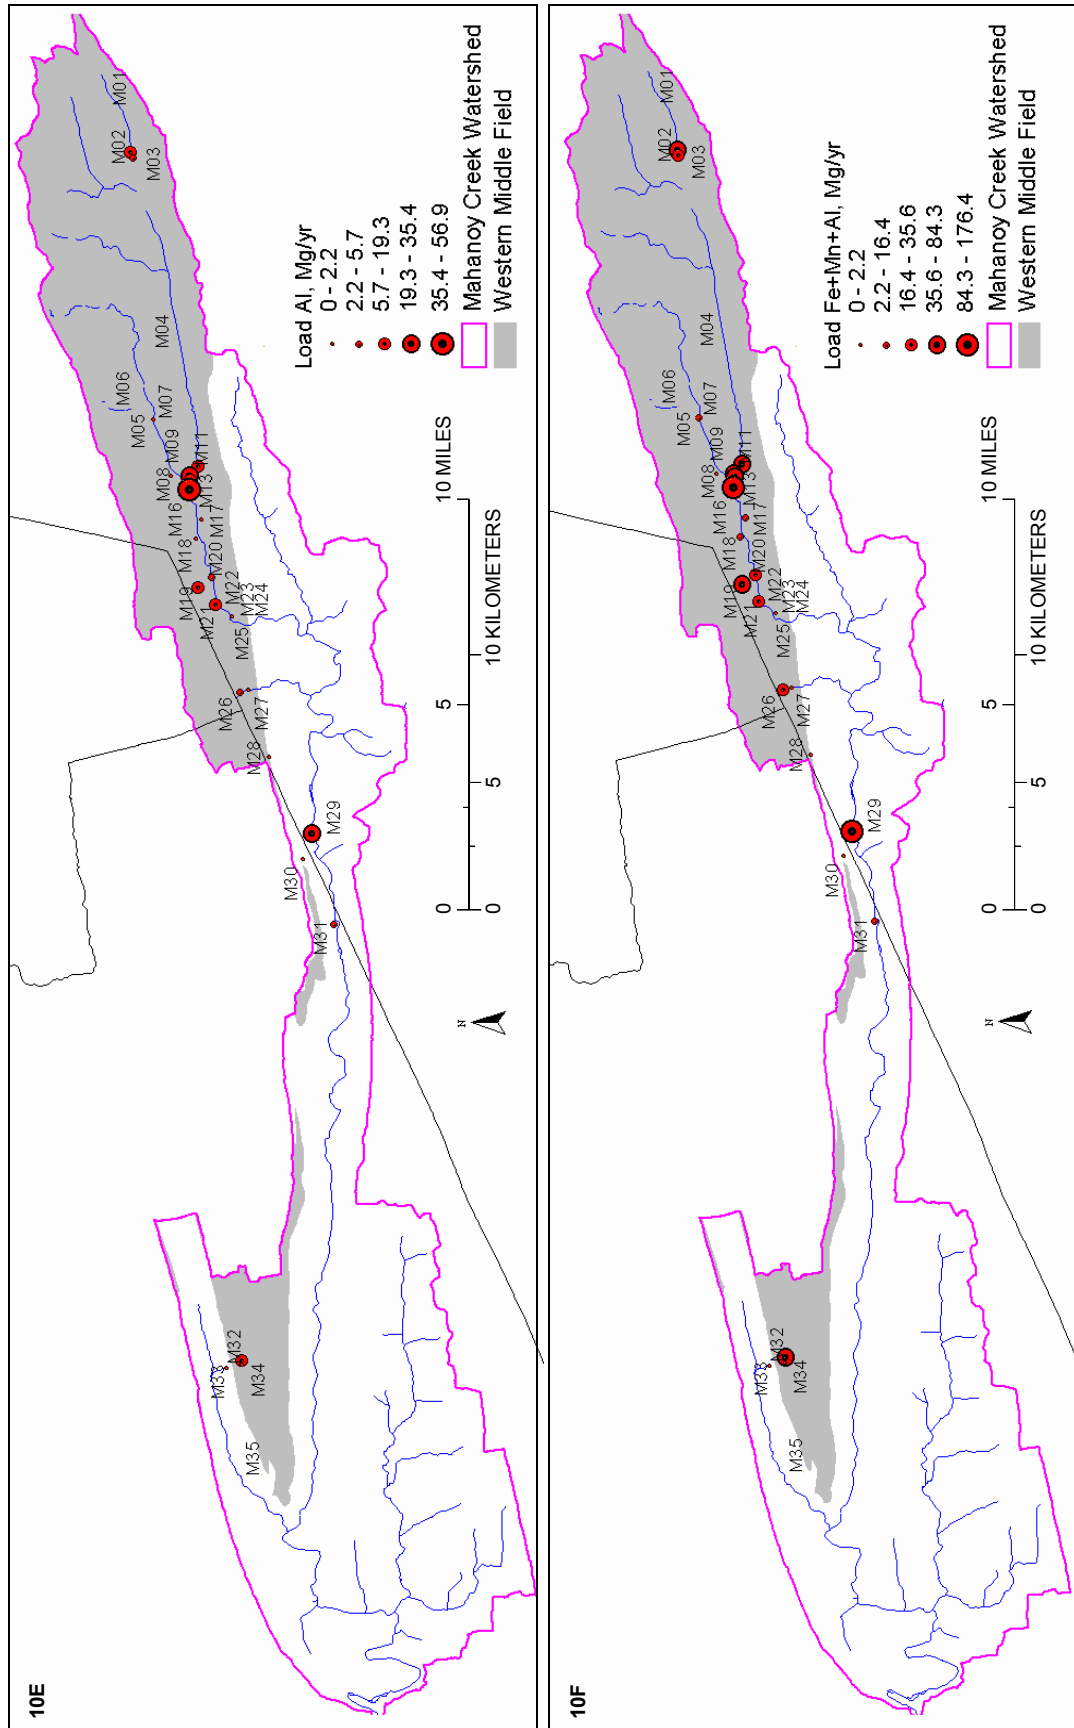 10E
M01
M02
M03
M04
M06
M05
M07
M09
M08
M11
M13
M16
M17
M18
M20
M19
M22
M21
M23
M24
M25
M26
M27
M28
M29
M30
M31
M32
M33
M34
M35
Load Al, Mg/yr
0 - 2.2
2.2 - 5.7
5.7 - 19.3
19.3 - 35.4
35.4 - 56.9
Mahanoy Creek Watershed
Western Middle Field
0 5 10 MILES
0 5 10 KILOMETERS
N
10F
M01
M02
M03
M04
M06
M05
M07
M09
M08
M11
M13
M16
M17
M18
M20
M19
M22
M21
M23
M24
M25
M26
M27
M28
M29
M30
M31
M32
M33
M34
M35
Load Fe+Mn+Al, Mg/yr
0 - 2.2
2.2 - 16.4
16.4 - 35.6
35.6 - 84.3
84.3 - 176.4
Mahanoy Creek Watershed
Western Middle Field
0 5 10 MILES
0 5 10 KILOMETERS
N